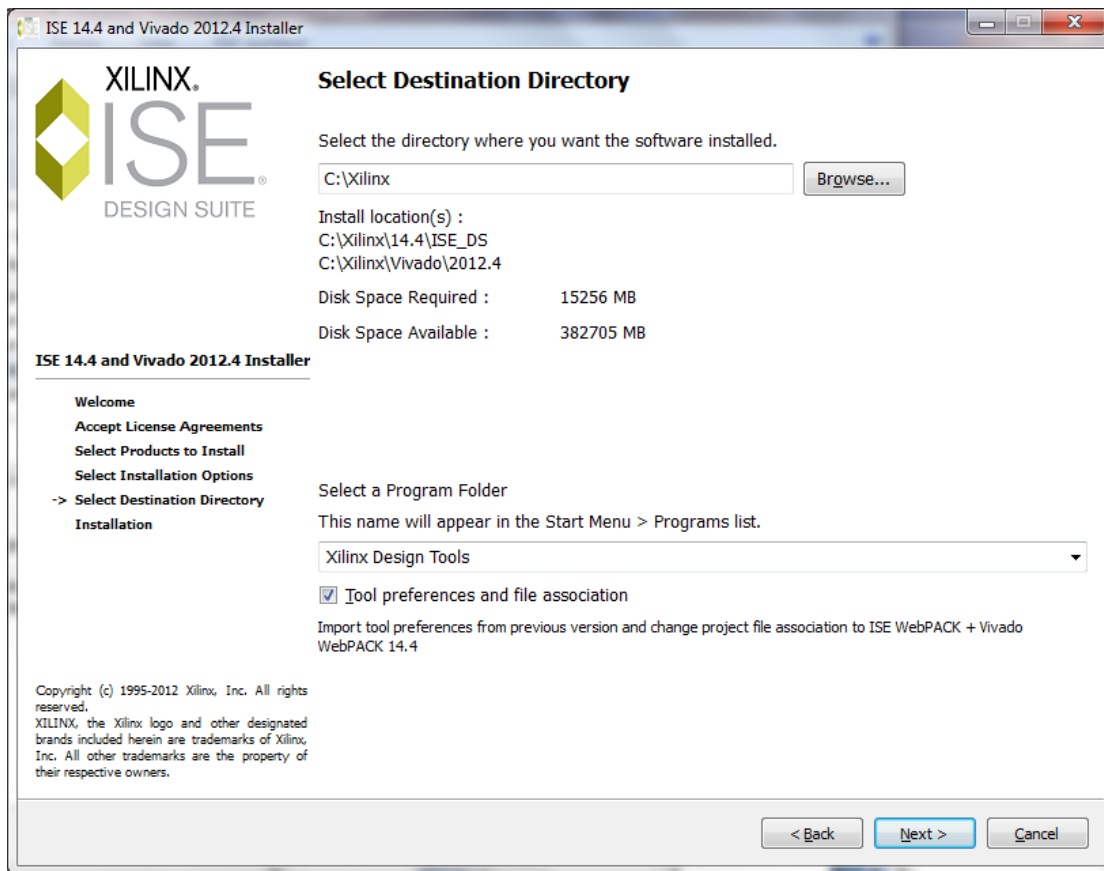 ISE 14.4 and Vivado 2012.4 Installer
XILINX®
ISE®
DESIGN SUITE
ISE 14.4 and Vivado 2012.4 Installer
Welcome
Accept License Agreements
Select Products to Install
Select Installation Options
-> Select Destination Directory
Installation
Copyright (c) 1995-2012 Xilinx, Inc. All rights
reserved.
XILINX, the Xilinx logo and other designated
brands included herein are trademarks of Xilinx,
Inc. All other trademarks are the property of
their respective owners.
Select Destination Directory
Select the directory where you want the software installed.
C:\Xilinx
Browse...
Install location(s) :
C:\Xilinx\14.4\ISE_DS
C:\Xilinx\Vivado\2012.4
Disk Space Required : 15256 MB
Disk Space Available : 382705 MB
Select a Program Folder
This name will appear in the Start Menu > Programs list.
Xilinx Design Tools
Tool preferences and file association
Import tool preferences from previous version and change project file association to ISE WebPACK + Vivado
WebPACK 14.4
< Back
Next >
Cancel